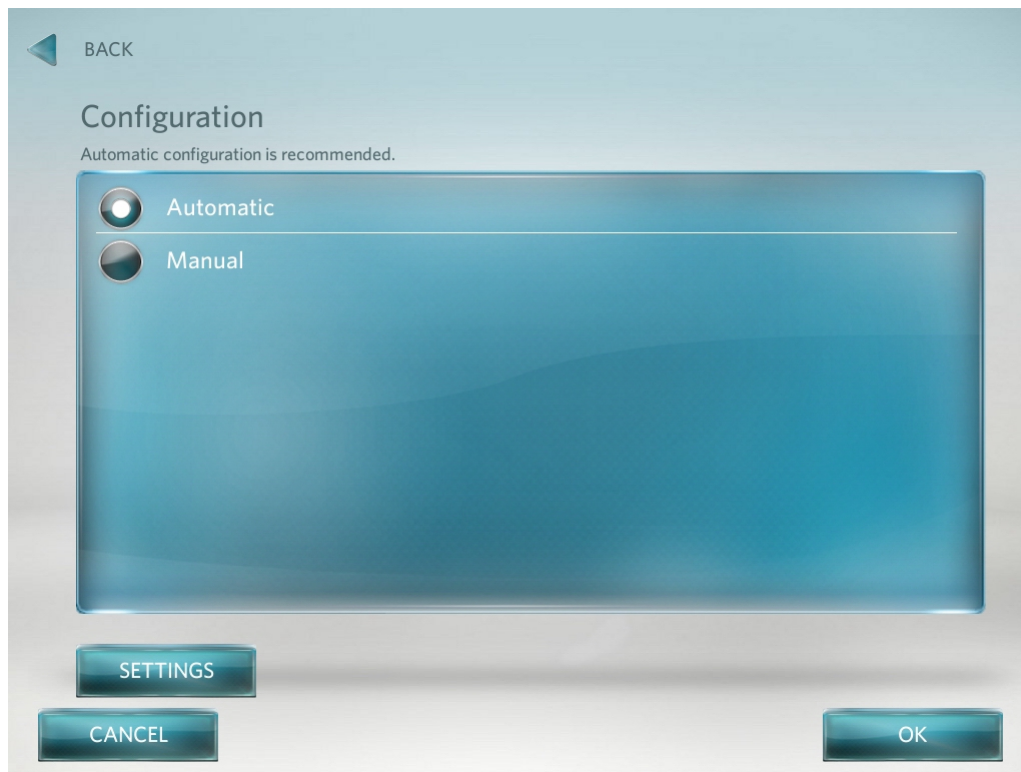 BACK
Configuration
Automatic configuration is recommended.
Automatic
Manual
SETTINGS
CANCEL
OK